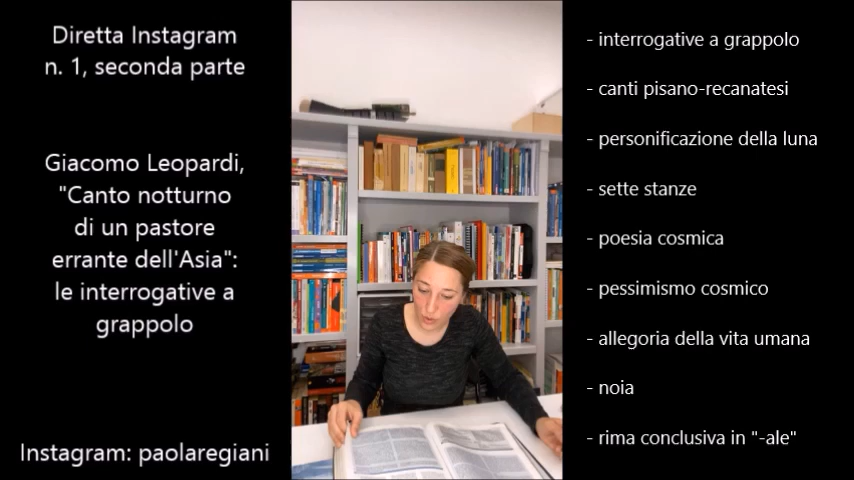 Diretta Instagram
n. 1, seconda parte
Giacomo Leopardi,
"Canto notturno
di un pastore
errante dell'Asia":
le interrogative a
grappolo
Instagram: paolaregiani
- interrogative a grappolo
- canti pisano-recanatesi
- personificazione della luna
- sette stanze
- poesia cosmica
- pessimismo cosmico
- allegoria della vita umana
- noia
- rima conclusiva in "-ale"